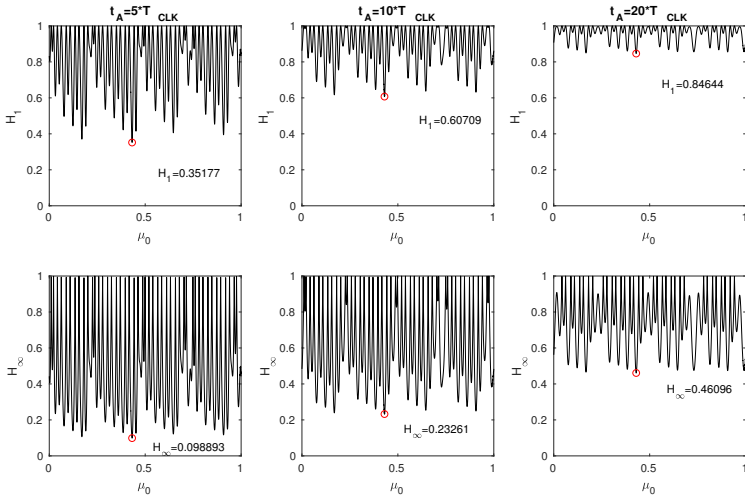 t_A=5*T_CLK
t_A=10*T_CLK
t_A=20*T_CLK
1
0.8
0.6
0.4
0.2
0
H_1
H_1=0.35177
0
0.5
1
μ_0
1
0.8
0.6
0.4
0.2
0
H_1
H_1=0.60709
0
0.5
1
μ_0
1
0.8
0.6
0.4
0.2
0
H_1
H_1=0.84644
0
0.5
1
μ_0
1
0.8
0.6
0.4
0.2
0
H_∞
H_∞=0.098893
0
0.5
1
μ_0
1
0.8
0.6
0.4
0.2
0
H_∞
H_∞=0.23261
0
0.5
1
μ_0
1
0.8
0.6
0.4
0.2
0
H_∞
H_∞=0.46096
0
0.5
1
μ_0